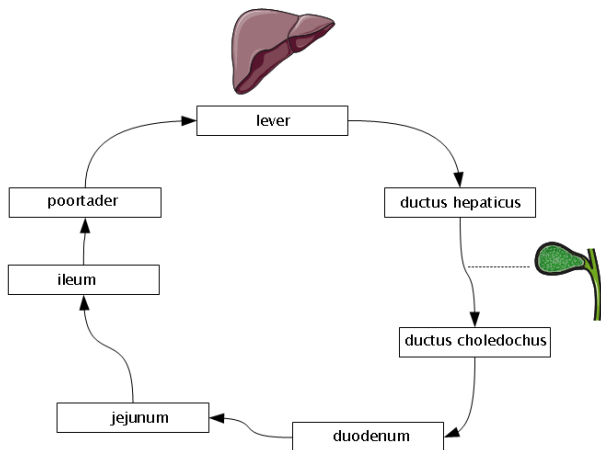 lever
ductus hepaticus
ductus choledochus
duodenum
jejunum
ileum
poortader